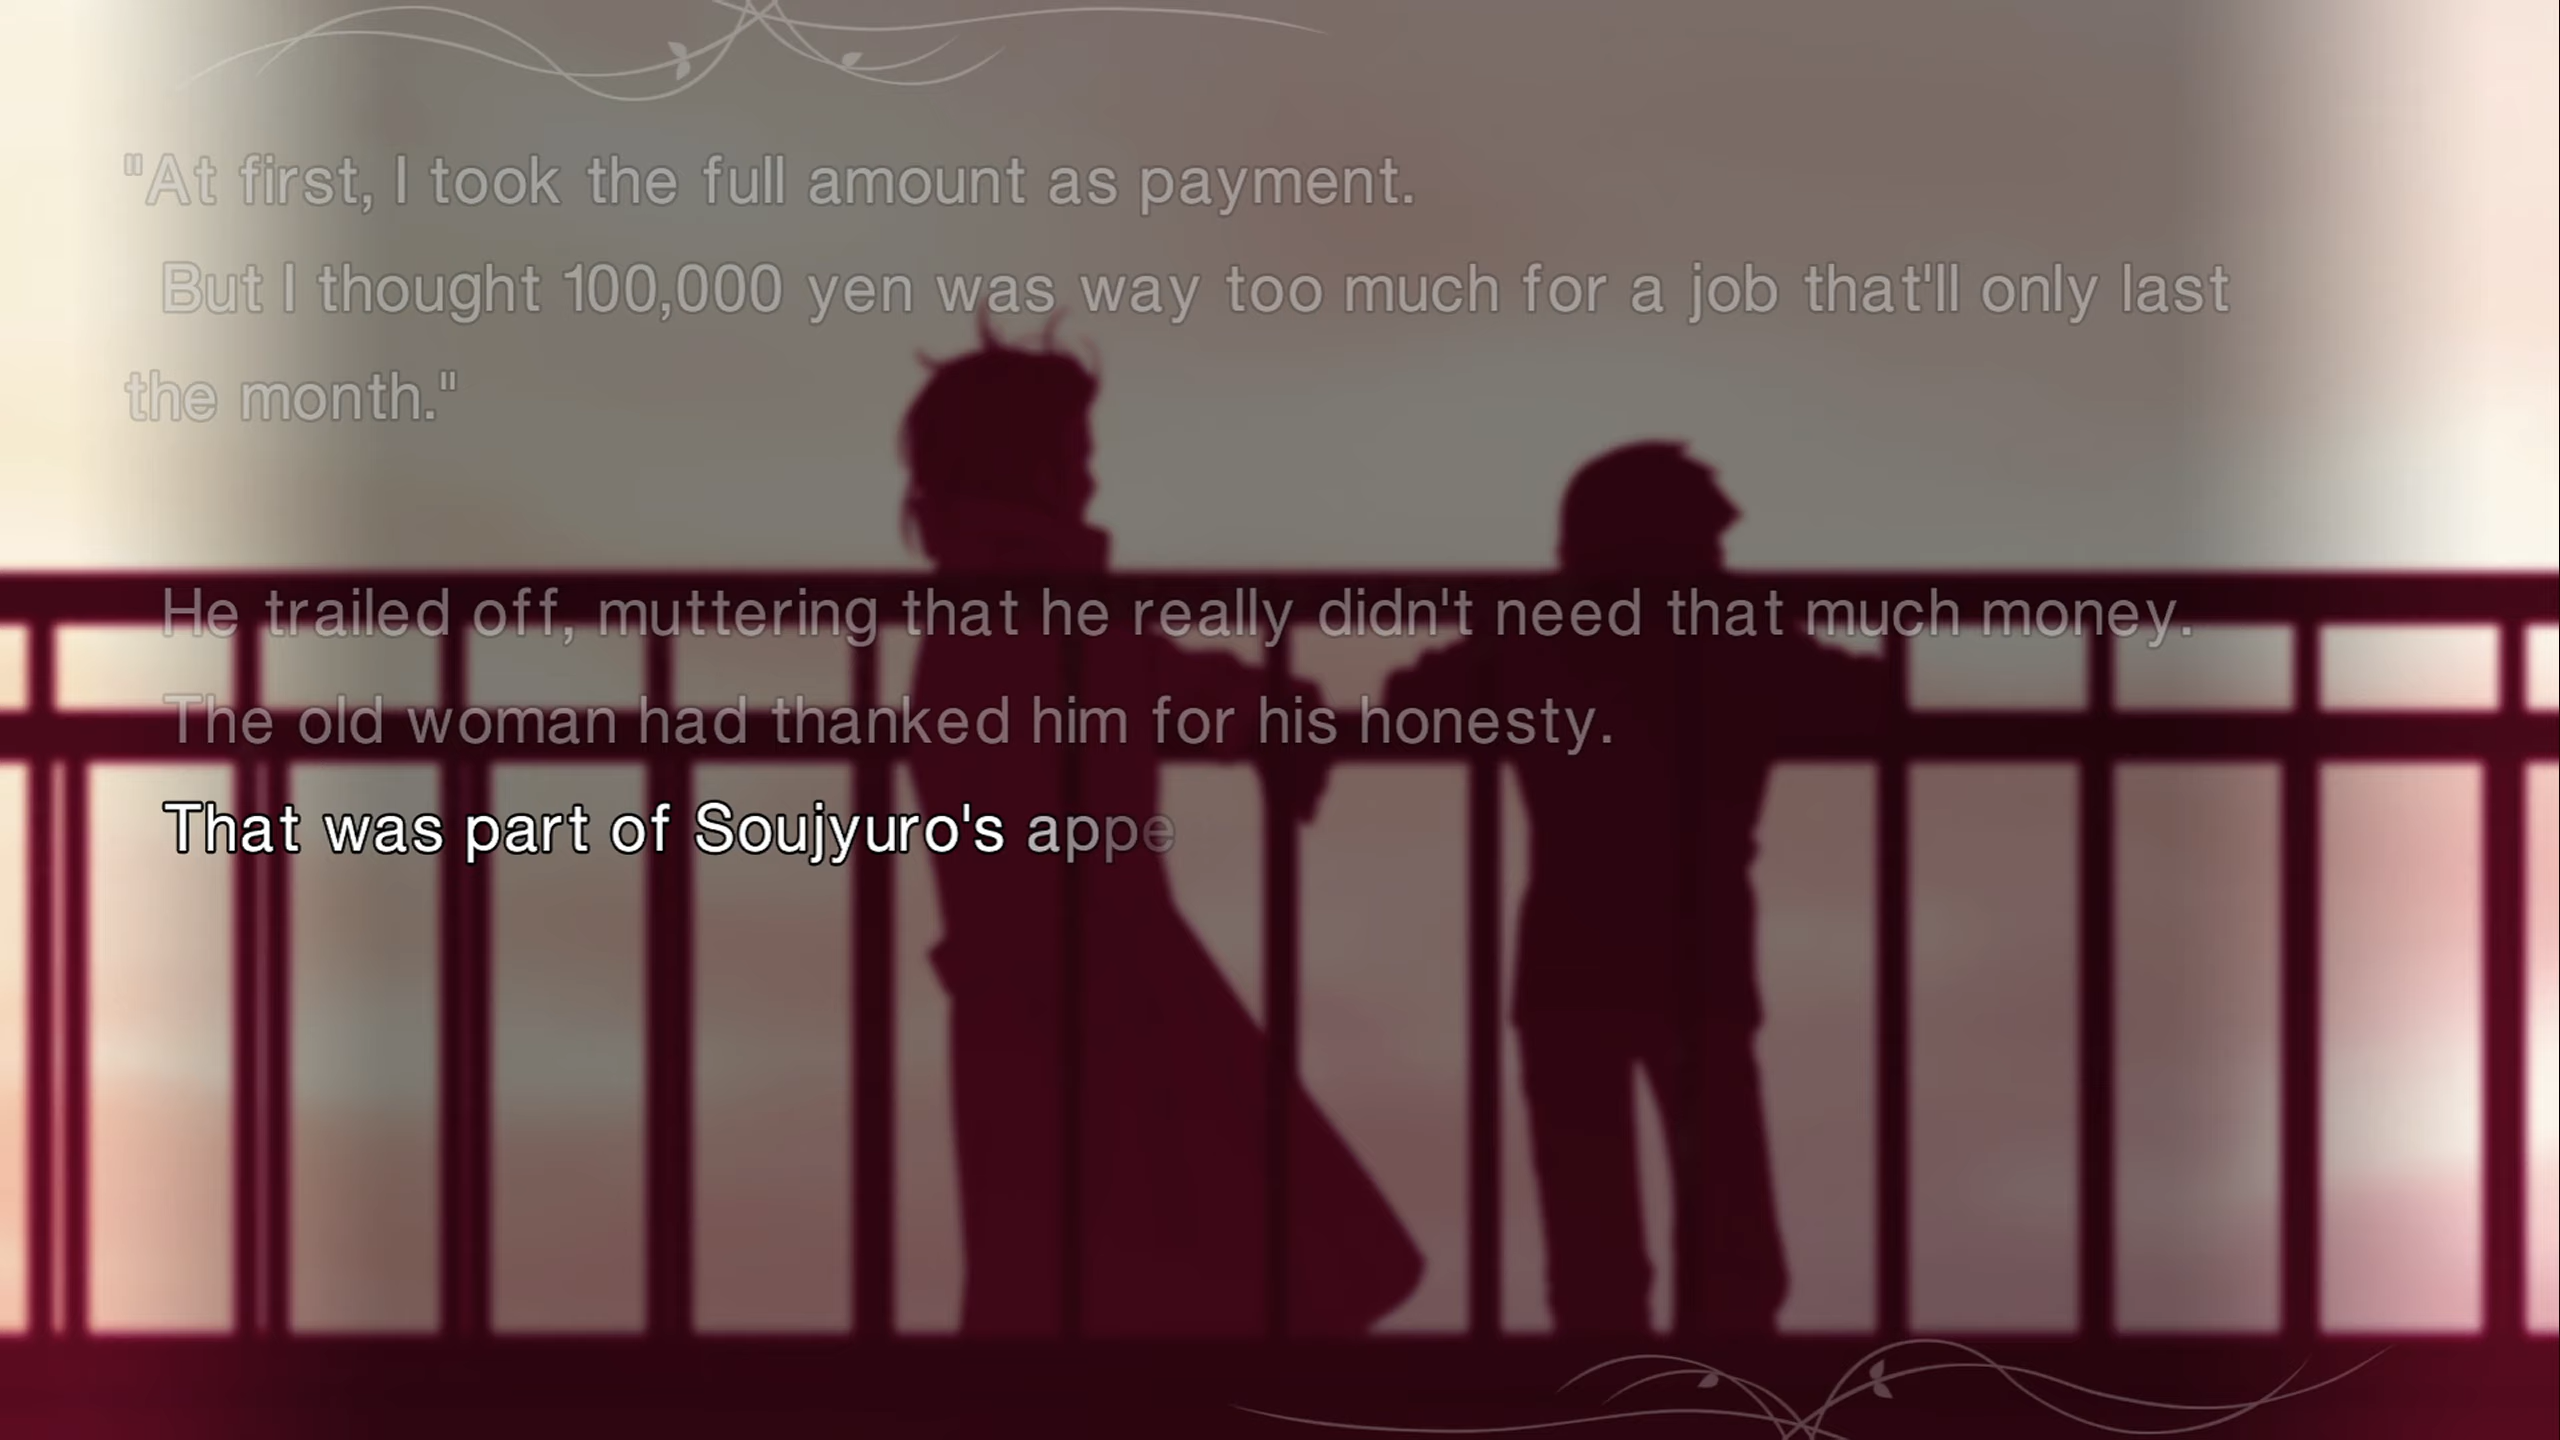 "At first, I took the full amount as payment.
But I thought 100,000 yen was way too much for a job that'll only last
the month."
He trailed off, muttering that he really didn't need that much money.
The old woman had thanked him for his honesty.
That was part of Soujyuro's appe